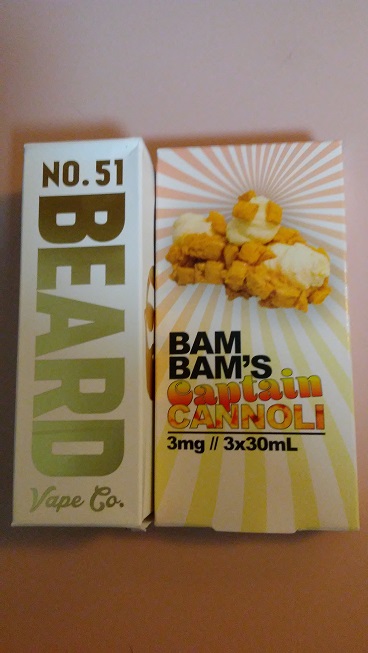 NO. 51
BEARD
Vape Co.
BAM
BAM'S
Captain
CANNOLI
3mg // 3x30mL